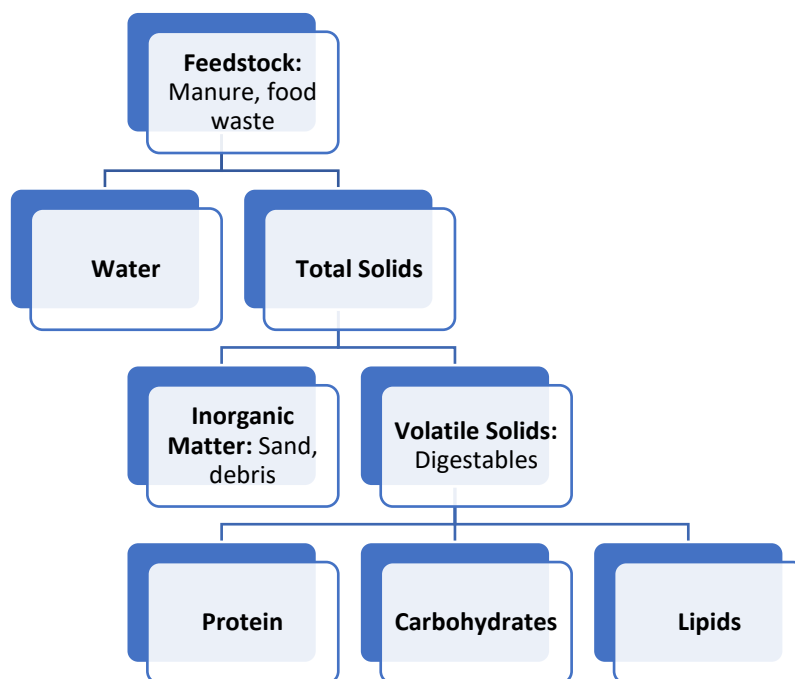 Feedstock:
Manure, food
waste
Water
Total Solids
Inorganic
Matter: Sand,
debris
Volatile Solids:
Digestables
Protein
Carbohydrates
Lipids